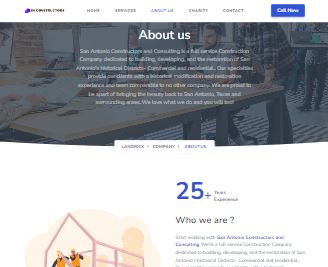 SAN CONSTRUCTORS
HOME SERVICES ABOUT US CHARITY CONTACT
Call Now
About us
San Antonio Constructors and Consulting is a full service Construction
Company dedicated to building, developing, and the restoration of San
Antonio's historical Districts- Commercial and residential. Our specialties
provide our clients with a historical modification and restoration
experience and team comparable to no other company. We are proud to
be apart of bringing the beauty back to San Antonio, Texas and
surrounding areas. We love what we do and you will too!
COMPANY ABOUT US
25+ Years
Experience
Who we are ?
Start working with San Antonio Constructors and
Consulting. We're a full service Construction Company
dedicated to building, developing, and the restoration of San
Antonio's historical Districts- Commercial and residential.